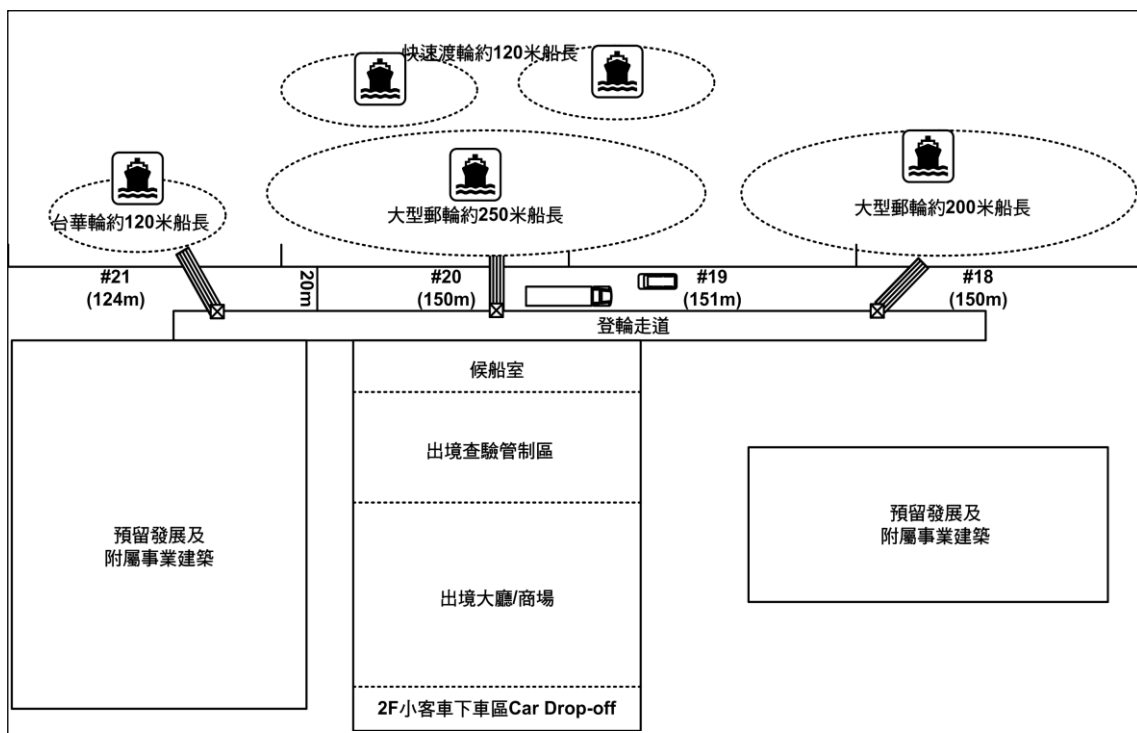 快速渡輪約120米船長
台華輪約120米船長
大型郵輪約250米船長
大型郵輪約200米船長
#21
(124m)
20m
#20
(150m)
#19
(151m)
#18
(150m)
登輪走道
候船室
出境查驗管制區
預留發展及
附屬事業建築
出境大廳/商場
預留發展及
附屬事業建築
2F小客車下車區Car Drop-off